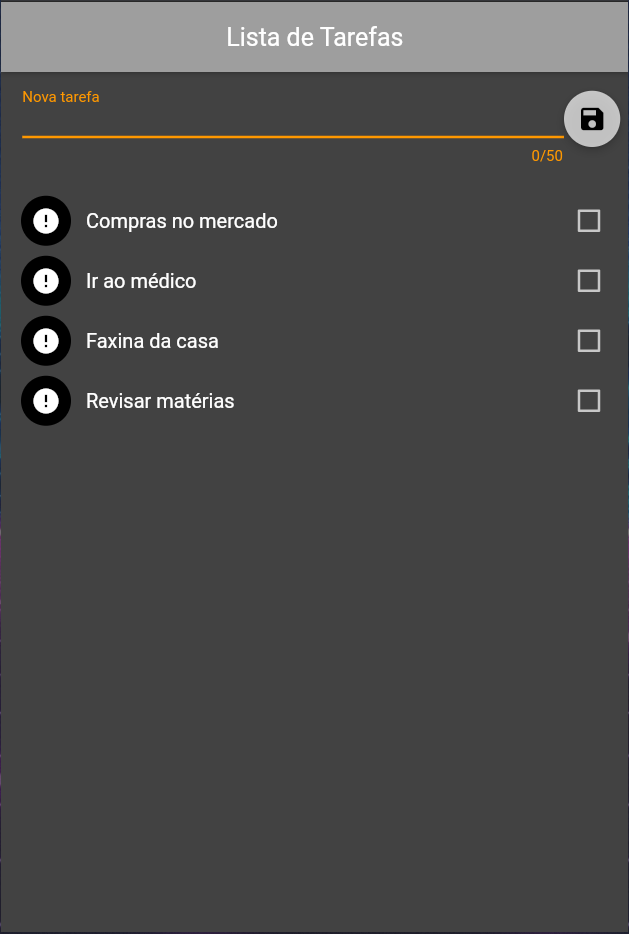 Lista de Tarefas
Nova tarefa
0/50
Compras no mercado
Ir ao médico
Faxina da casa
Revisar matérias